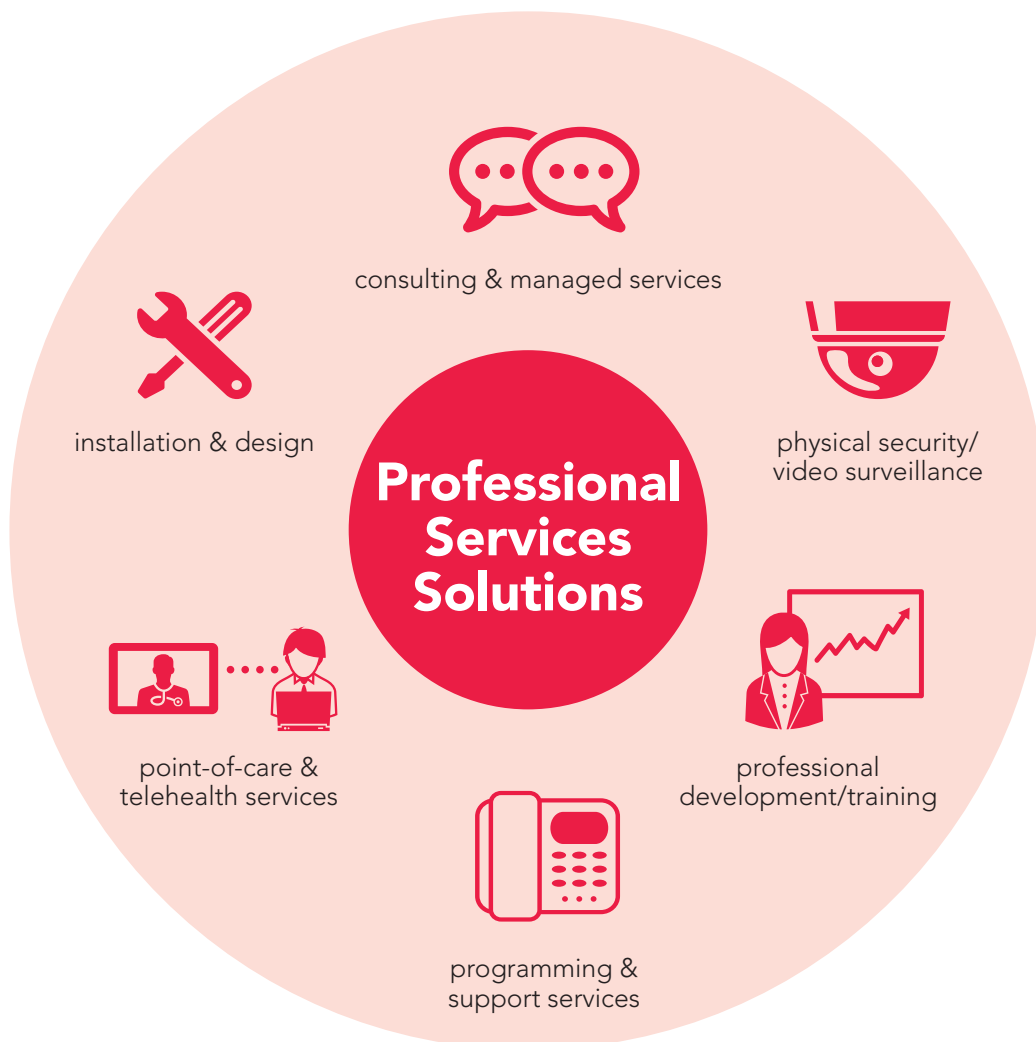 consulting & managed services
installation & design
physical security/
video surveillance
Professional
Services
Solutions
point-of-care &
telehealth services
professional
development/training
programming &
support services